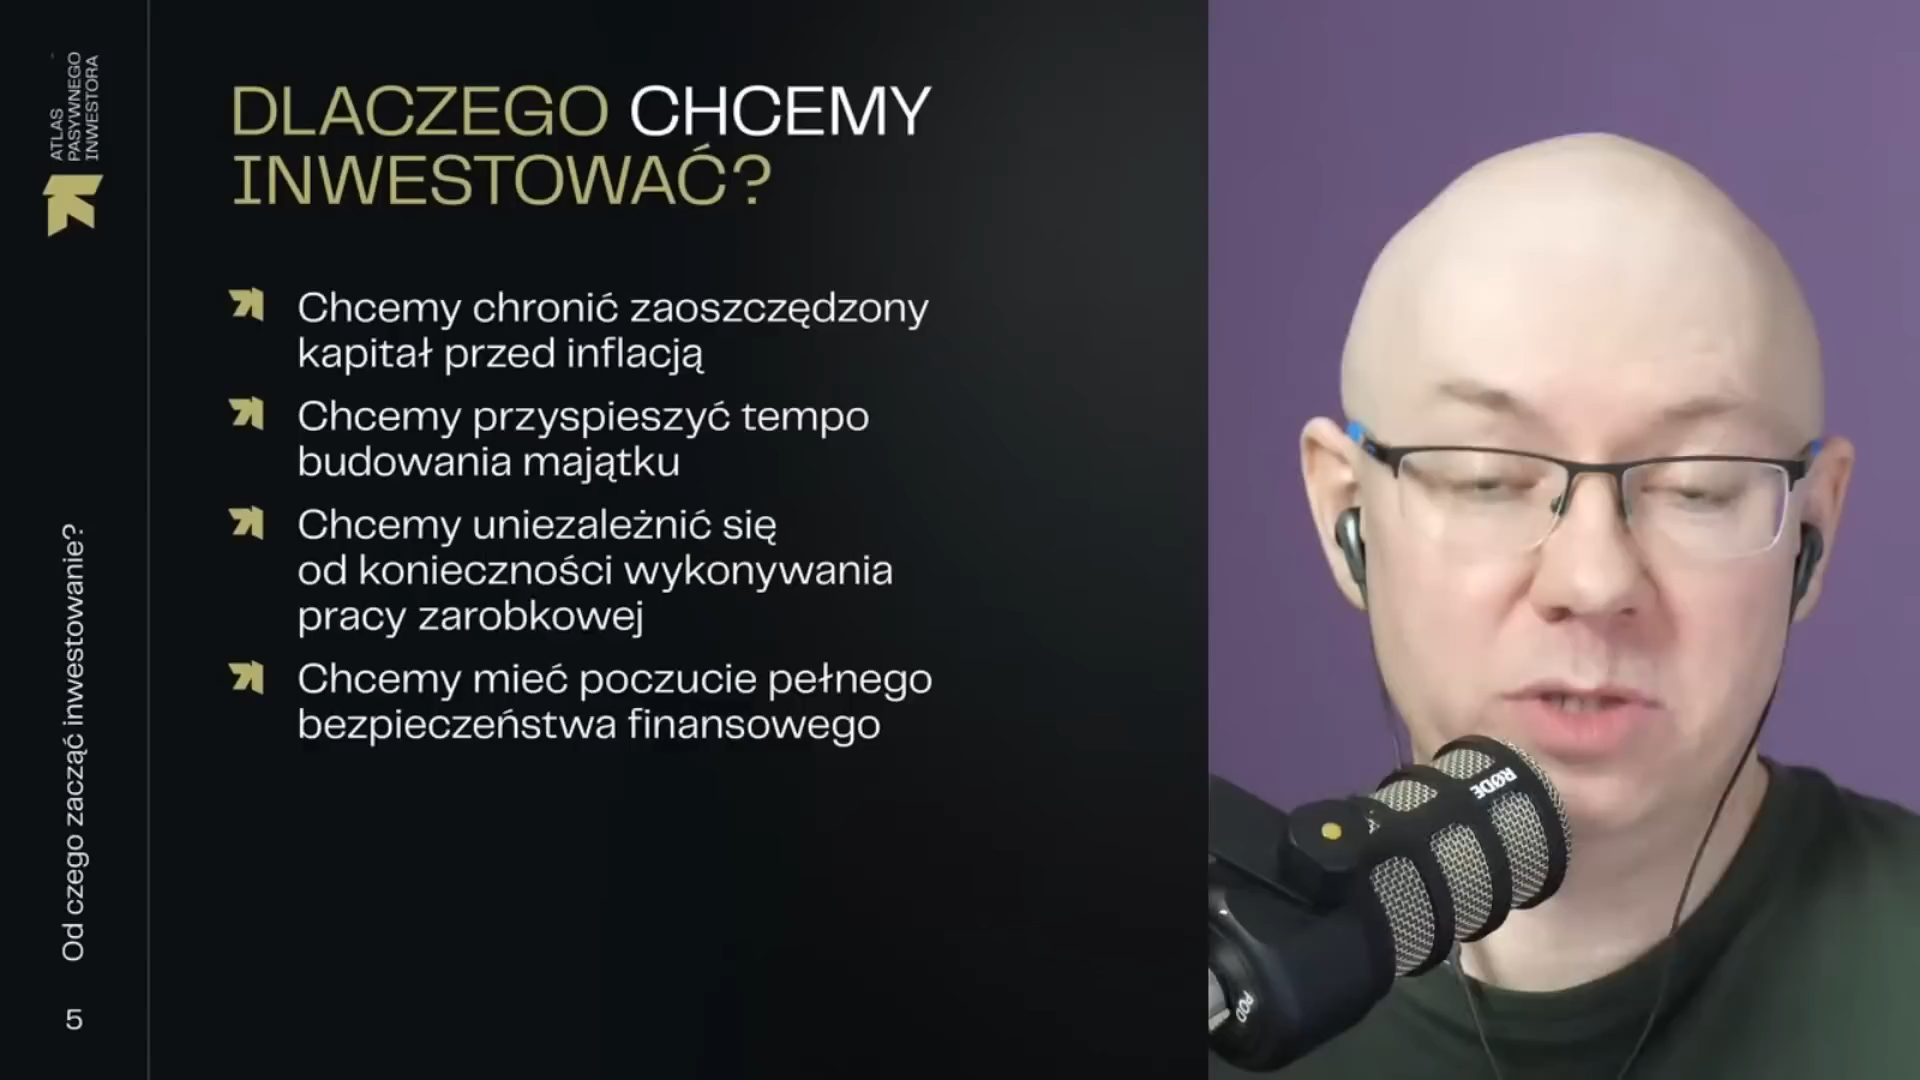 ATLAS
PASYWNEGO
INWESTORA
Od czego zacząć inwestowanie?
5
DLACZEGO CHCEMY
INWESTOWAĆ?
Chcemy chronić zaoszczędzony
kapitał przed inflacją
Chcemy przyspieszyć tempo
budowania majątku
Chcemy uniezależnić się
od konieczności wykonywania
pracy zarobkowej
Chcemy mieć poczucie pełnego
bezpieczeństwa finansowego
RØDE
POD